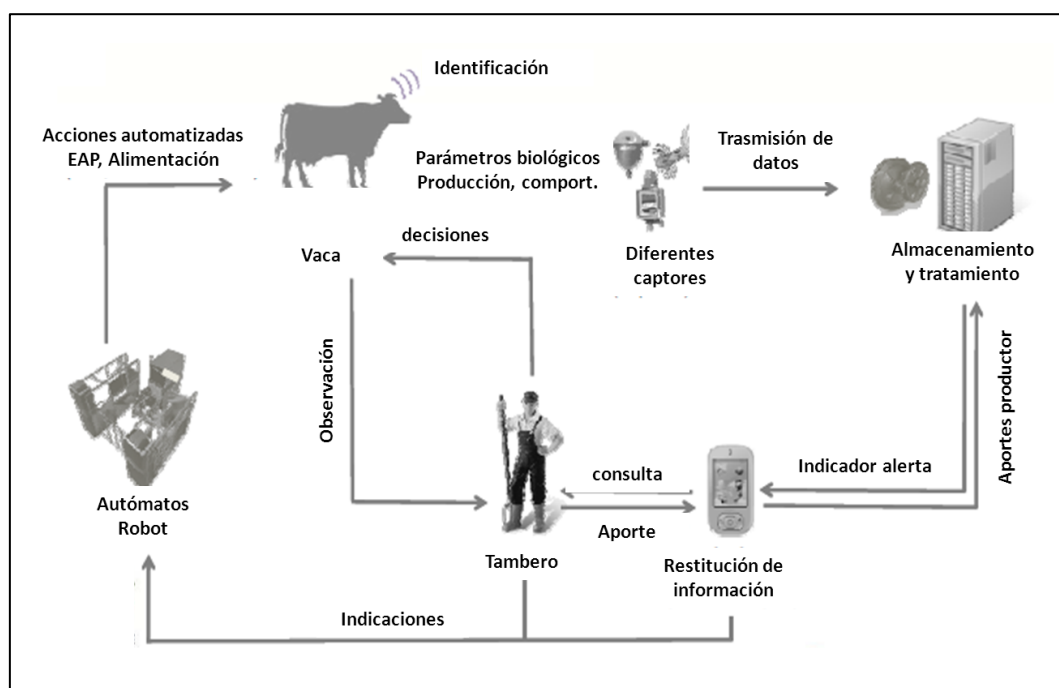 Identificación
Acciones automatizadas
EAP, Alimentación
Parámetros biológicos
Producción, comport.
Trasmisión de
datos
decisiones
Vaca
Diferentes
captores
Almacenamiento
y tratamiento
Observación
Aportes productor
Autómatos
Robot
consulta
Aporte
Indicador alerta
Tambero
Restitución de
información
Indicaciones